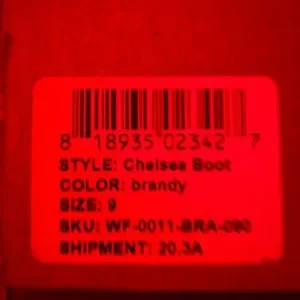 8 18935 02342 7
STYLE: Chelsea Boot
COLOR: brandy
SIZE: 9
SKU: WF-0011-BRA-090
SHIPMENT: 20.3A